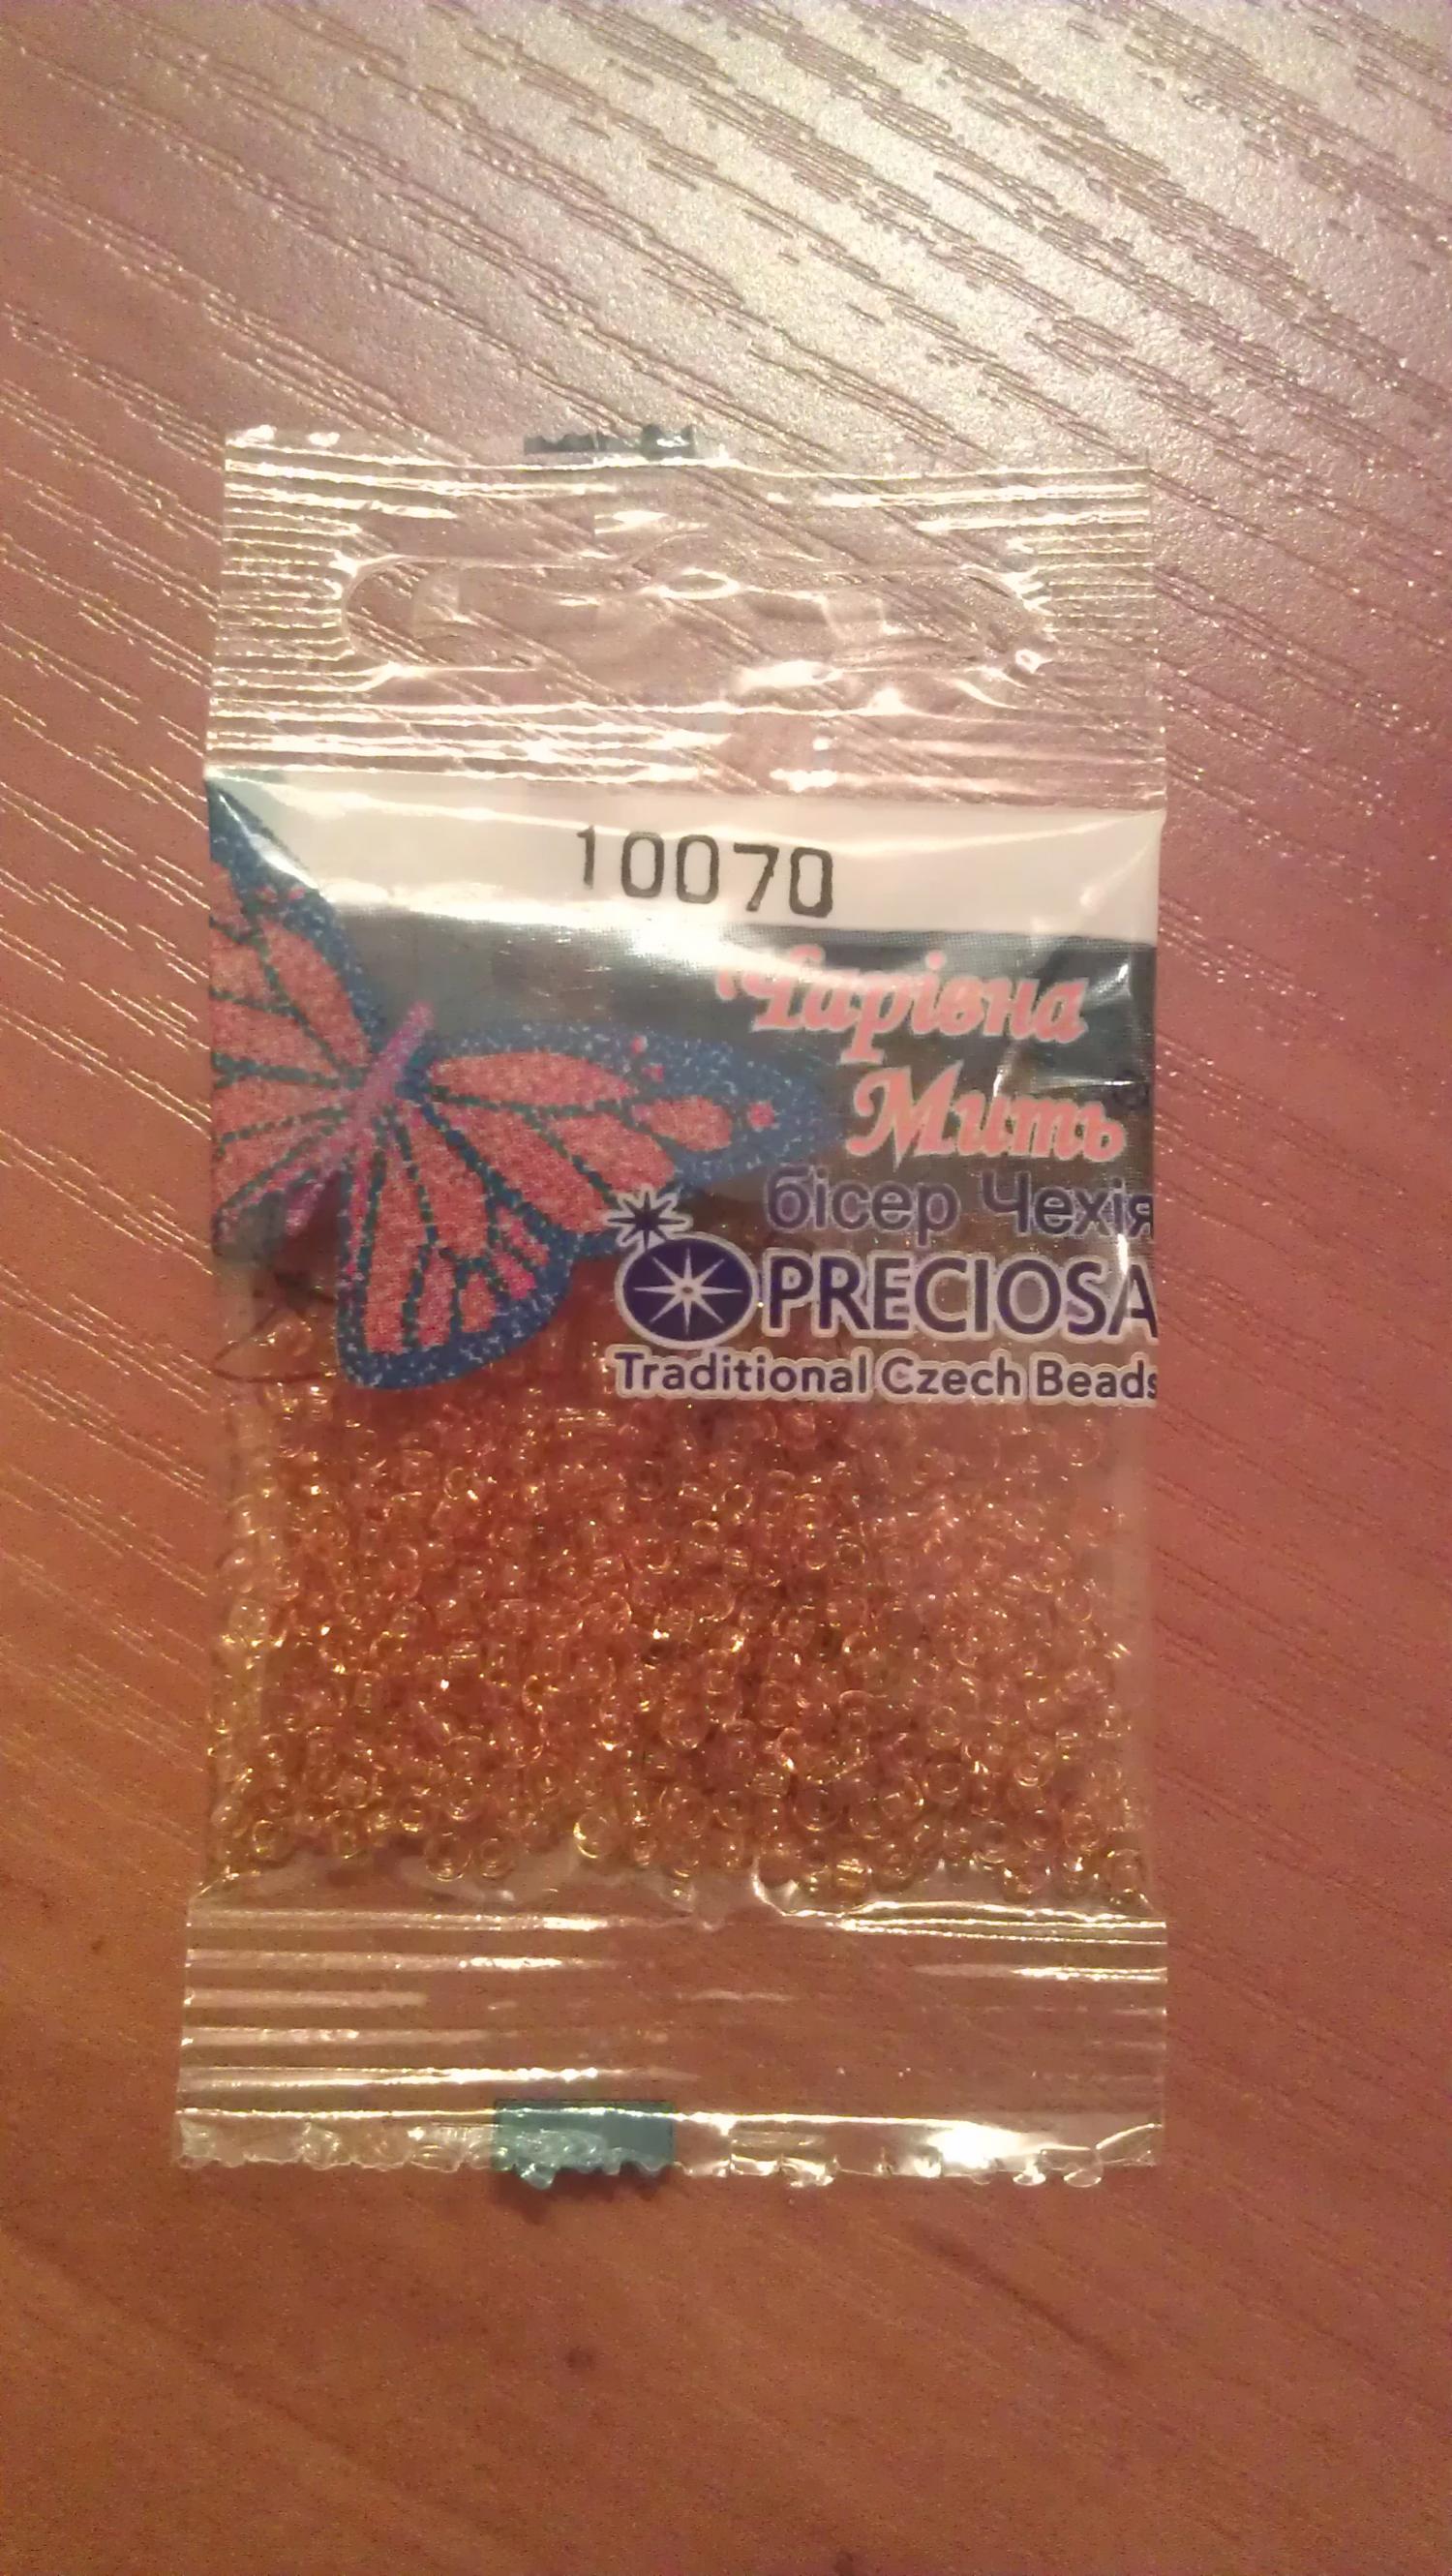 10070
Чарівна
Мить
бісер Чехія
PRECIOSA
Traditional Czech Beads